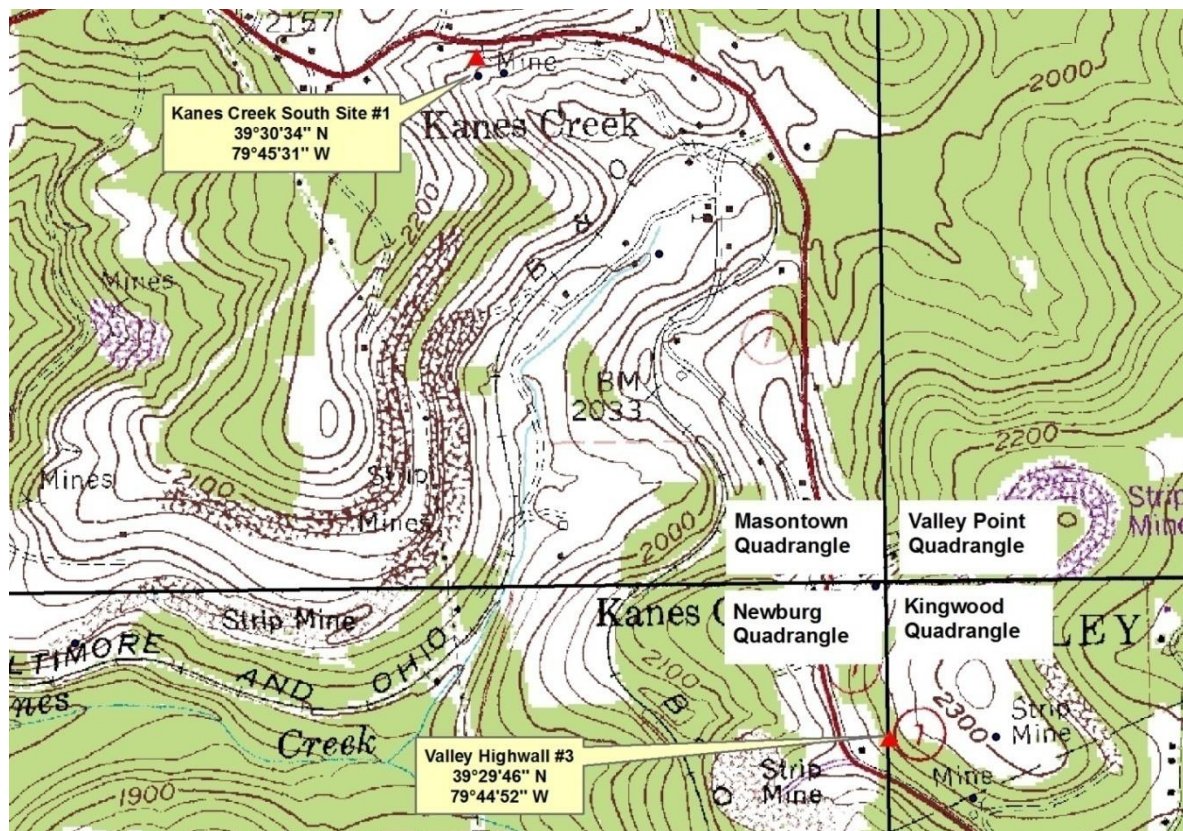 2157
Mine
Kanes Creek South Site #1
39°30'34" N
79°45'31" W
Kanes Creek
2000
2200
Mines
BM
2033
7
2200
Mines
2100
Strip
Mines
Strip
Mine
2000
Masontown
Quadrangle
Valley Point
Quadrangle
Strip Mine
Kanes C
Newburg
Quadrangle
Kingwood
Quadrangle
LEY
LTIMORE AND OHIO
2100
nes
Creek
B
O
7
2300
Strip
Mine
Valley Highwall #3
39°29'46" N
79°44'52" W
Strip
Mine
Mine
1900